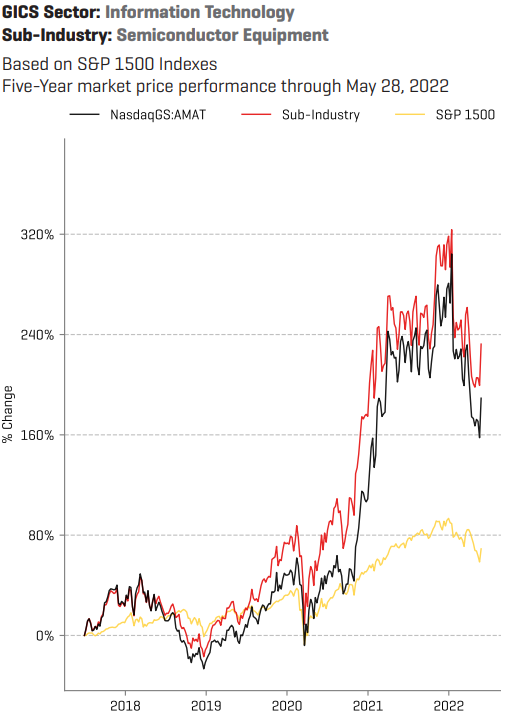 GICS Sector: Information Technology
Sub-Industry: Semiconductor Equipment
Based on S&P 1500 Indexes
Five-Year market price performance through May 28, 2022
NasdaqGS:AMAT Sub-Industry S&P 1500
320%
240%
% Change
160%
80%
0%
2018 2019 2020 2021 2022